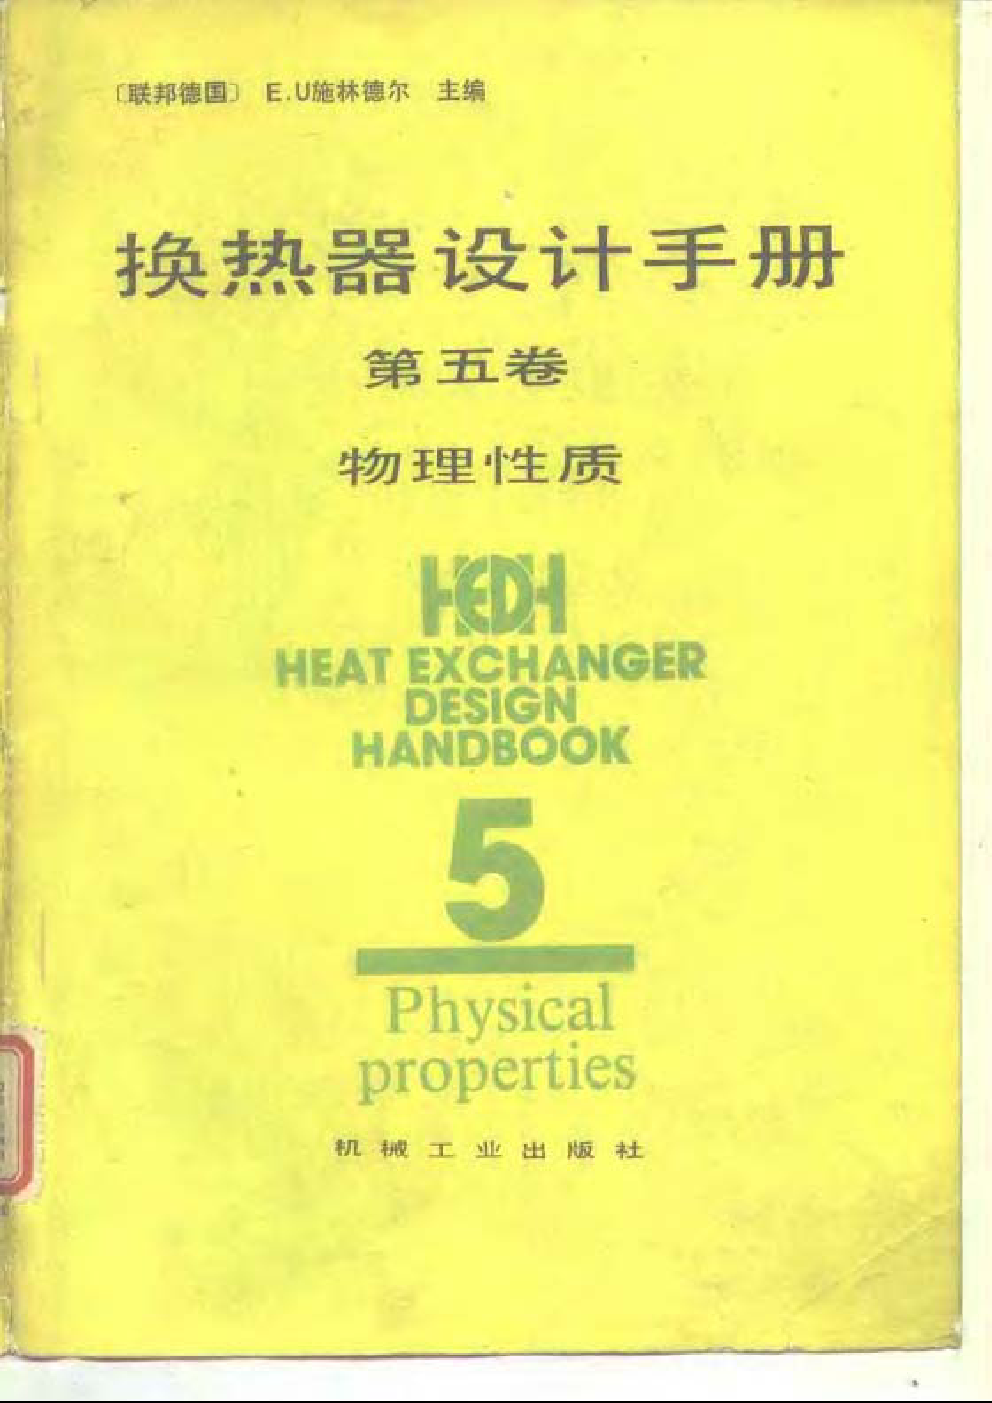 〔联邦德国〕 E.U施林德尔 主编
换热器设计手册
第五卷
物理性质
HEDH
HEAT EXCHANGER
DESIGN
HANDBOOK
5
Physical
properties
机械工业出版社